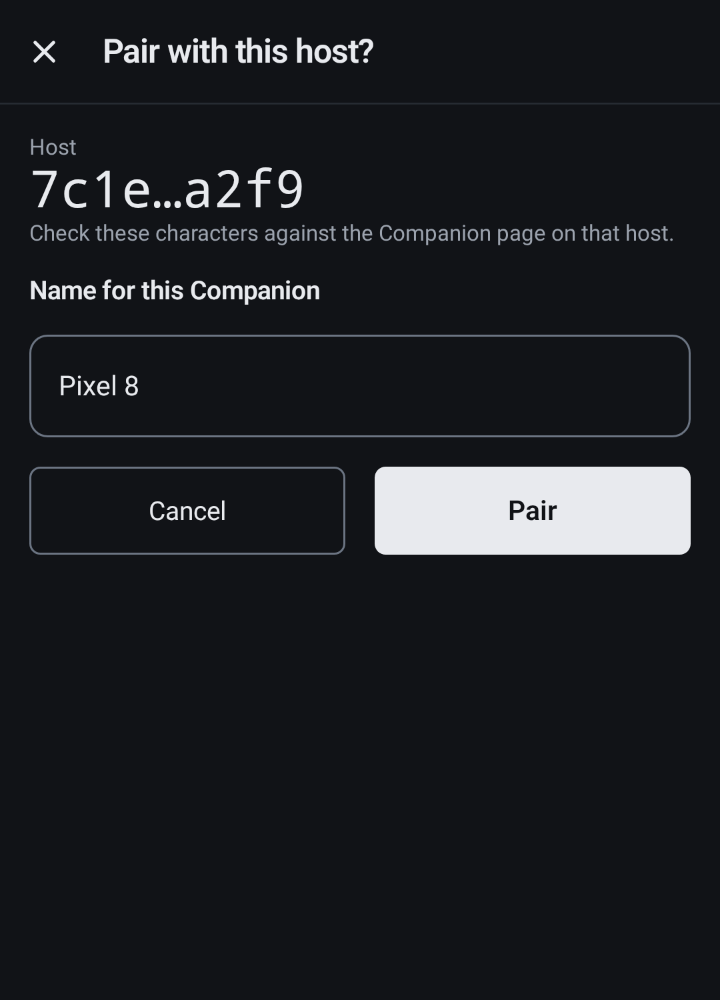 Pair with this host?
Host
7c1e…a2f9
Check these characters against the Companion page on that host.
Name for this Companion
Pixel 8
Cancel
Pair